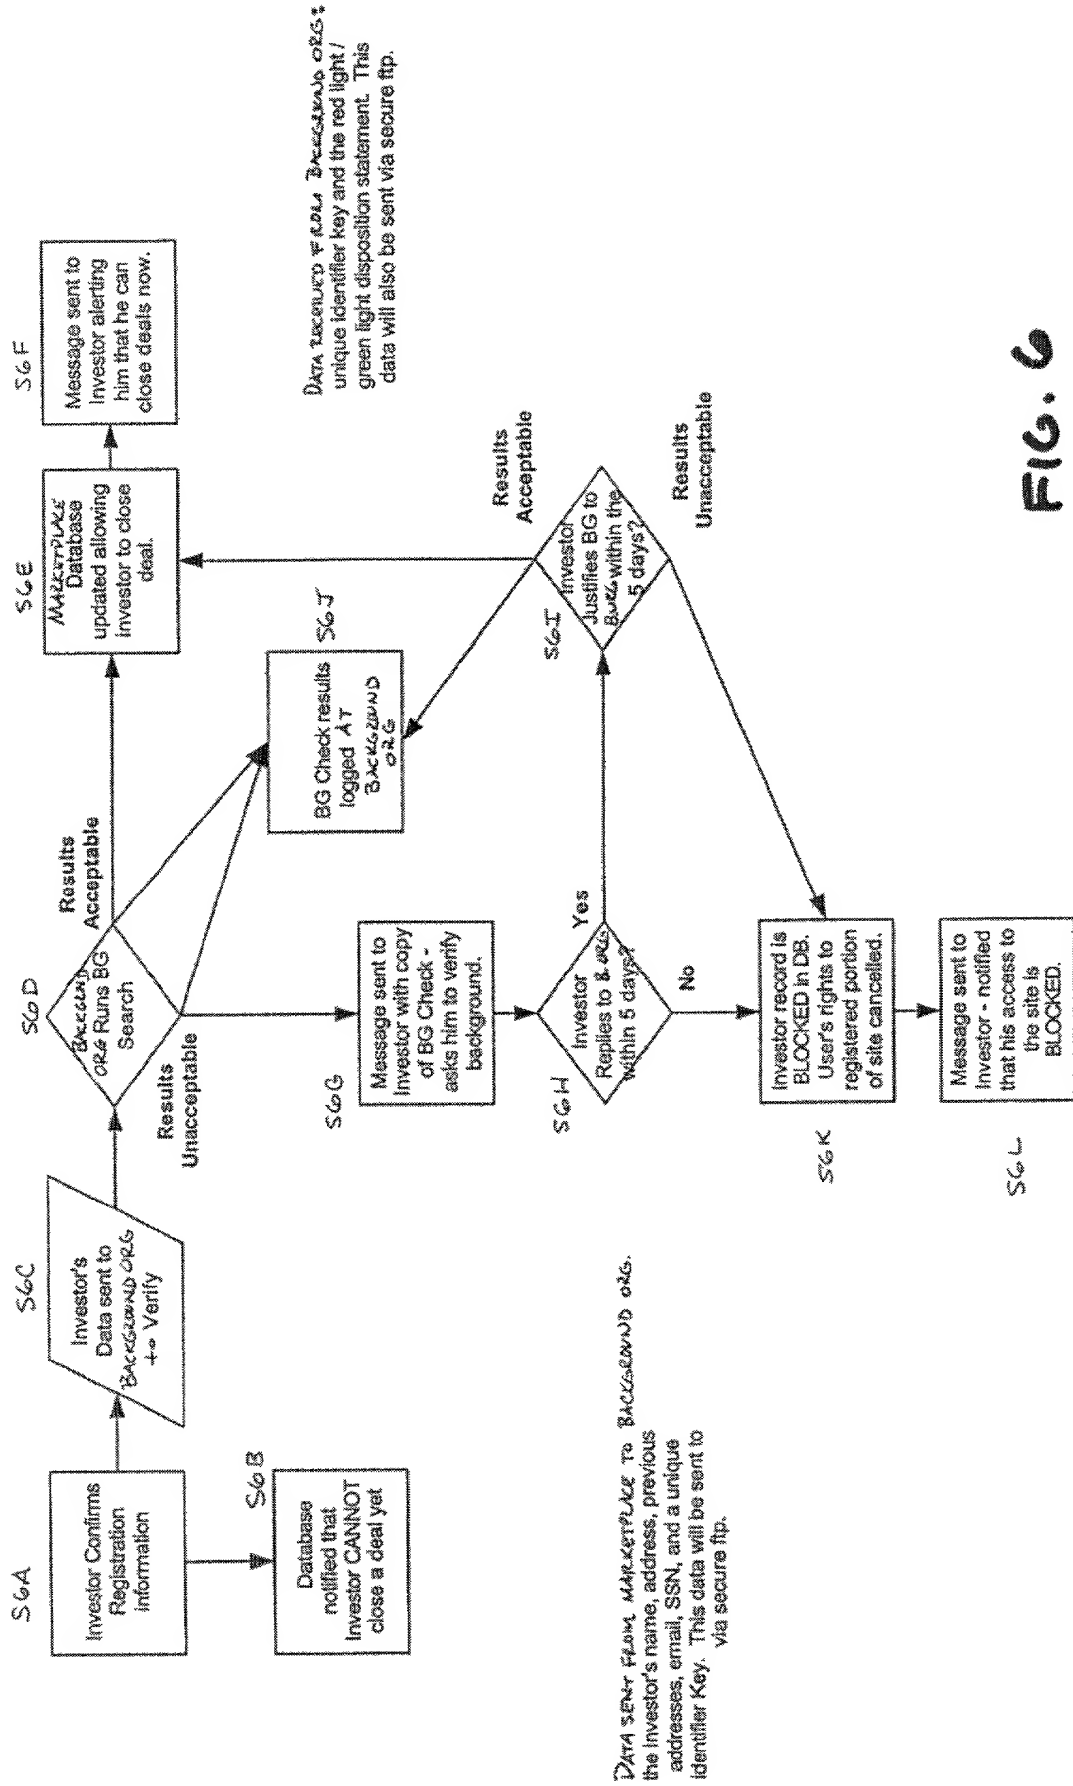 S6A
Investor Confirms
Registration
information
S6B
Database
notified that
Investor CANNOT
close a deal yet
S6C
Investor's
Data sent to
BACKGROUND ORG
to Verify
S6D
BACKGRND
ORG Runs BG
Search
Results
Acceptable
Results
Unacceptable
S6E
MARKETPLACE
Database
updated allowing
investor to close
deal.
S6F
Message sent to
Investor alerting
him that he can
close deals now.
S6G
Message sent to
Investor with copy
of BG Check -
asks him to verify
background.
S6J
BG Check results
logged AT
BACKGROUND
ORG
S6H
Investor
Replies to B.ORG
within 5 days?
Yes
No
S6I
Investor
Justifies BG to
B.ORG within the
5 days?
Results
Acceptable
Results
Unacceptable
S6K
Investor record is
BLOCKED in DB.
User's rights to
registered portion
of site cancelled.
S6L
Message sent to
Investor - notified
that his access to
the site is
BLOCKED.
DATA SENT FROM MARKETPLACE TO BACKGROUND ORG.
the Investor's name, address, previous
addresses, email, SSN, and a unique
identifier Key. This data will be sent to
via secure ftp.
DATA RECEIVED FROM BACKGRUND ORG:
unique identifier key and the red light /
green light disposition statement. This
data will also be sent via secure ftp.
FIG. 6